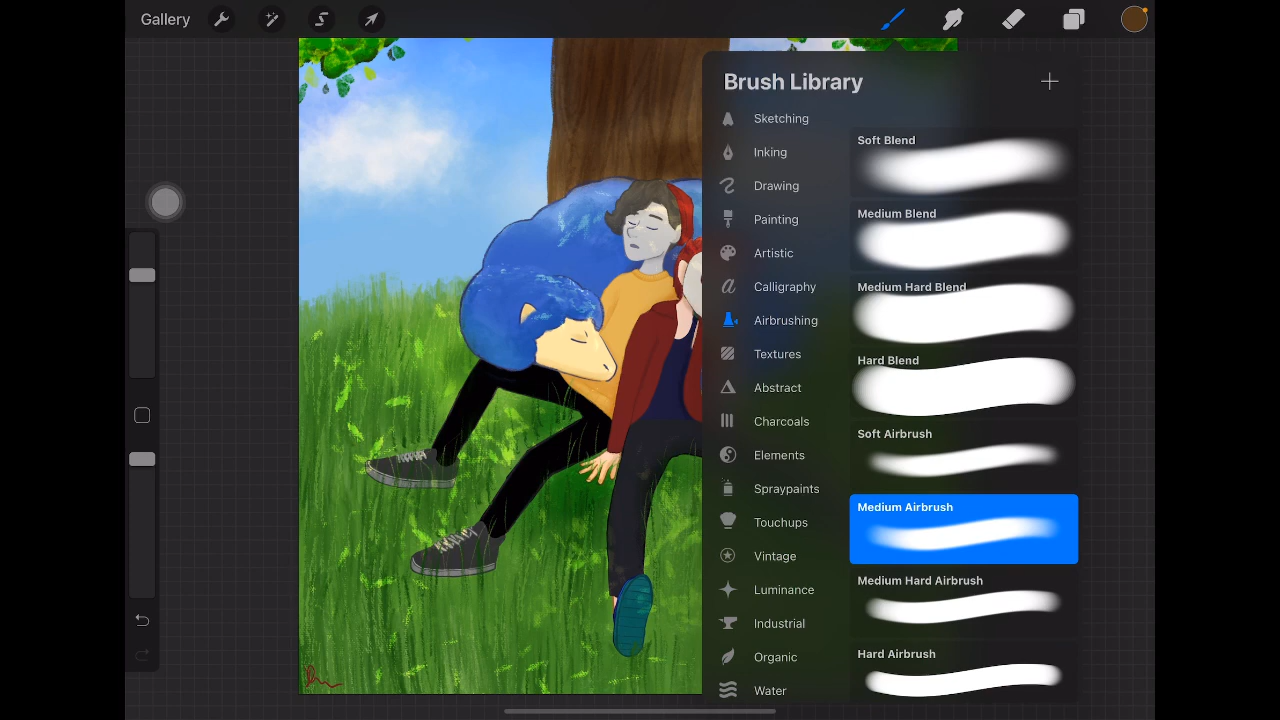 Gallery
Brush Library
Sketching
Inking
Drawing
Painting
Artistic
Calligraphy
Airbrushing
Textures
Abstract
Charcoals
Elements
Spraypaints
Touchups
Vintage
Luminance
Industrial
Organic
Water
Soft Blend
Medium Blend
Medium Hard Blend
Hard Blend
Soft Airbrush
Medium Airbrush
Medium Hard Airbrush
Hard Airbrush